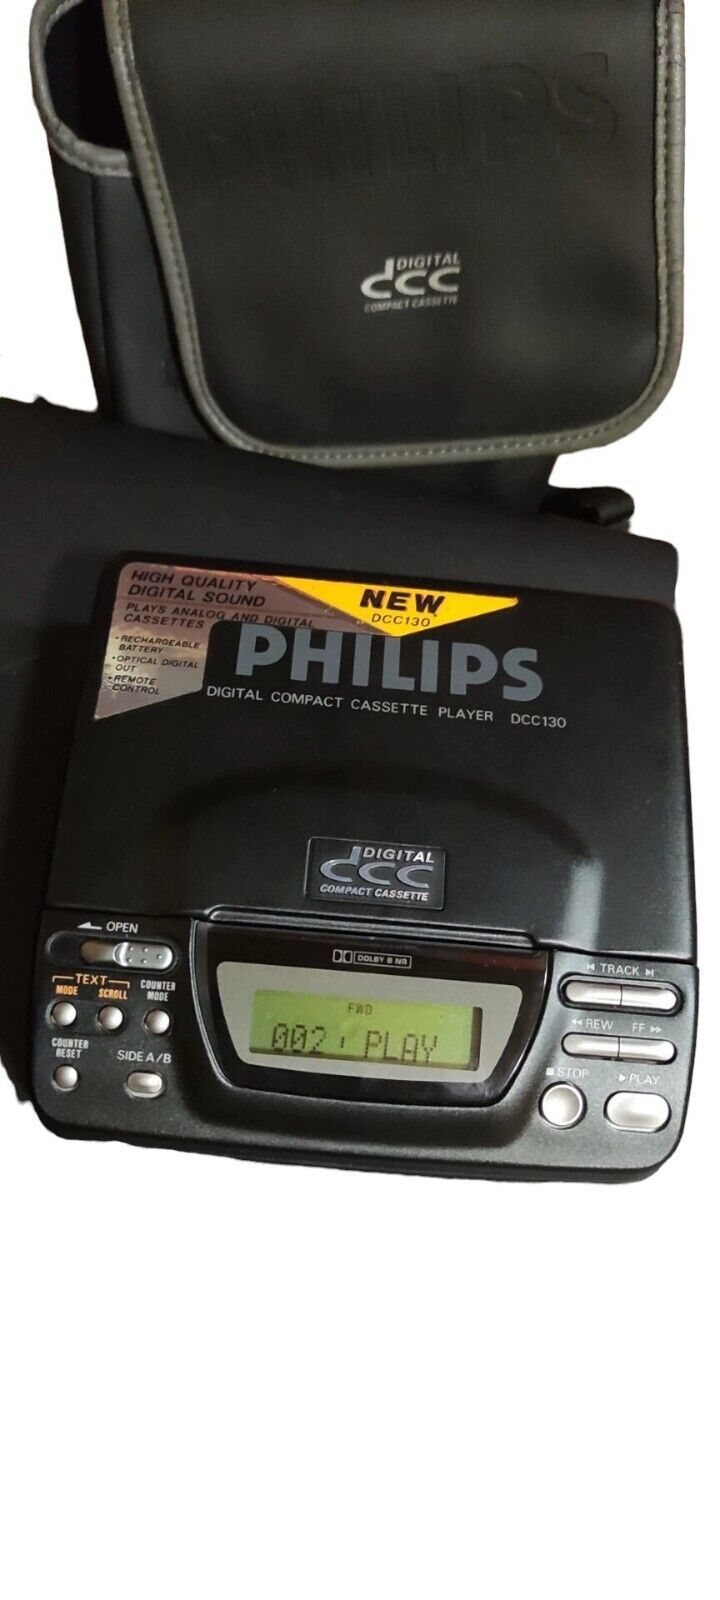 PHILIPS
DIGITAL
dcc
COMPACT CASSETTE
HIGH QUALITY
DIGITAL SOUND
PLAYS ANALOG AND DIGITAL
CASSETTES
• RECHARGEABLE
BATTERY
• OPTICAL DIGITAL
OUT
• REMOTE
CONTROL
NEW
DCC130
PHILIPS
DIGITAL COMPACT CASSETTE PLAYER DCC130
DIGITAL
dcc
COMPACT CASSETTE
OPEN
TEXT
MODE SCROLL
COUNTER
MODE
COUNTER
RESET
SIDE A/B
DOLBY B NR
FWD
002 PLAY
TRACK
REW FF
STOP PLAY